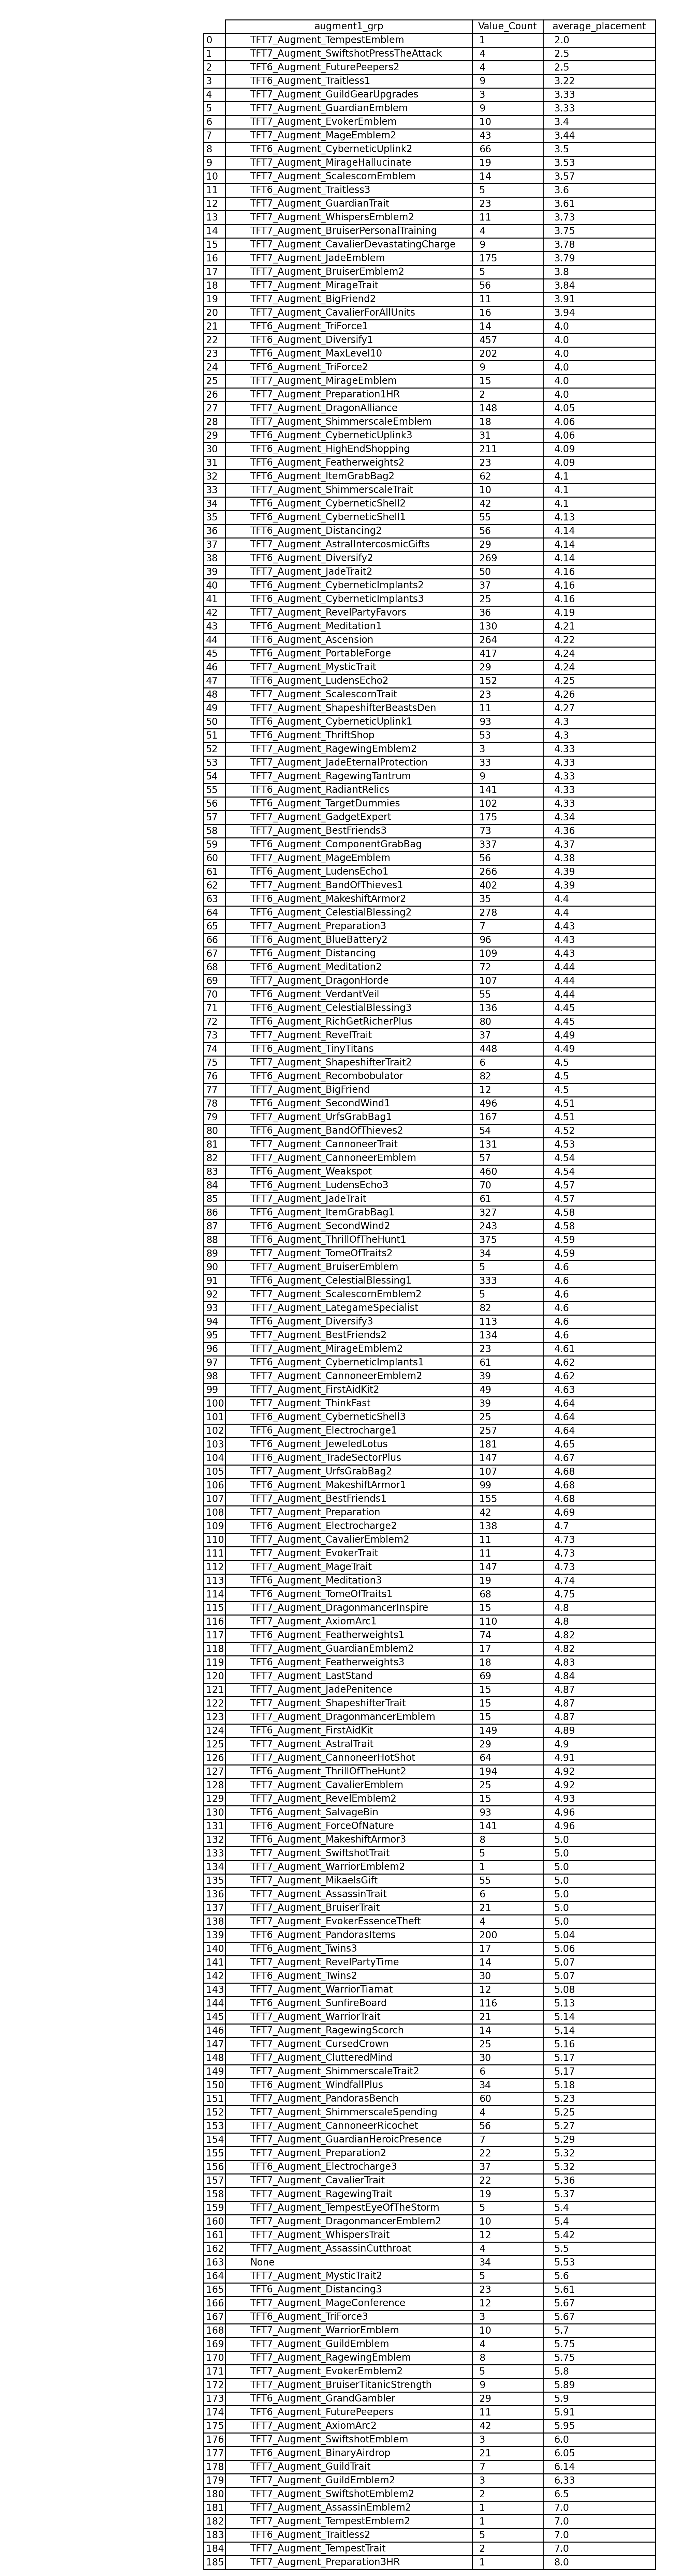 augment1_grp Value_Count average_placement
0 TFT7_Augment_TempestEmblem 1 2.0
1 TFT7_Augment_SwiftshotPressTheAttack 4 2.5
2 TFT6_Augment_FuturePeepers2 4 2.5
3 TFT6_Augment_Traitless1 9 3.22
4 TFT7_Augment_GuildGearUpgrades 3 3.33
5 TFT7_Augment_GuardianEmblem 9 3.33
6 TFT7_Augment_EvokerEmblem 10 3.4
7 TFT7_Augment_MageEmblem2 43 3.44
8 TFT6_Augment_CyberneticUplink2 66 3.5
9 TFT7_Augment_MirageHallucinate 19 3.53
10 TFT7_Augment_ScalescornEmblem 14 3.57
11 TFT6_Augment_Traitless3 5 3.6
12 TFT7_Augment_GuardianTrait 23 3.61
13 TFT7_Augment_WhispersEmblem2 11 3.73
14 TFT7_Augment_BruiserPersonalTraining 4 3.75
15 TFT7_Augment_CavalierDevastatingCharge 9 3.78
16 TFT7_Augment_JadeEmblem 175 3.79
17 TFT7_Augment_BruiserEmblem2 5 3.8
18 TFT7_Augment_MirageTrait 56 3.84
19 TFT7_Augment_BigFriend2 11 3.91
20 TFT7_Augment_CavalierForAllUnits 16 3.94
21 TFT6_Augment_TriForce1 14 4.0
22 TFT6_Augment_Diversify1 457 4.0
23 TFT6_Augment_MaxLevel10 202 4.0
24 TFT6_Augment_TriForce2 9 4.0
25 TFT7_Augment_MirageEmblem 15 4.0
26 TFT7_Augment_Preparation1HR 2 4.0
27 TFT7_Augment_DragonAlliance 148 4.05
28 TFT7_Augment_ShimmerscaleEmblem 18 4.06
29 TFT6_Augment_CyberneticUplink3 31 4.06
30 TFT6_Augment_HighEndShopping 211 4.09
31 TFT6_Augment_Featherweights2 23 4.09
32 TFT6_Augment_ItemGrabBag2 62 4.1
33 TFT7_Augment_ShimmerscaleTrait 10 4.1
34 TFT6_Augment_CyberneticShell2 42 4.1
35 TFT6_Augment_CyberneticShell1 55 4.13
36 TFT6_Augment_Distancing2 56 4.14
37 TFT7_Augment_AstralIntercosmicGifts 29 4.14
38 TFT6_Augment_Diversify2 269 4.14
39 TFT7_Augment_JadeTrait2 50 4.16
40 TFT6_Augment_CyberneticImplants2 37 4.16
41 TFT6_Augment_CyberneticImplants3 25 4.16
42 TFT7_Augment_RevelPartyFavors 36 4.19
43 TFT6_Augment_Meditation1 130 4.21
44 TFT6_Augment_Ascension 264 4.22
45 TFT6_Augment_PortableForge 417 4.24
46 TFT7_Augment_MysticTrait 29 4.24
47 TFT6_Augment_LudensEcho2 152 4.25
48 TFT7_Augment_ScalescornTrait 23 4.26
49 TFT7_Augment_ShapeshifterBeastsDen 11 4.27
50 TFT6_Augment_CyberneticUplink1 93 4.3
51 TFT6_Augment_ThriftShop 53 4.3
52 TFT7_Augment_RagewingEmblem2 3 4.33
53 TFT7_Augment_JadeEternalProtection 33 4.33
54 TFT7_Augment_RagewingTantrum 9 4.33
55 TFT6_Augment_RadiantRelics 141 4.33
56 TFT6_Augment_TargetDummies 102 4.33
57 TFT7_Augment_GadgetExpert 175 4.34
58 TFT7_Augment_BestFriends3 73 4.36
59 TFT6_Augment_ComponentGrabBag 337 4.37
60 TFT7_Augment_MageEmblem 56 4.38
61 TFT6_Augment_LudensEcho1 266 4.39
62 TFT7_Augment_BandOfThieves1 402 4.39
63 TFT6_Augment_MakeshiftArmor2 35 4.4
64 TFT6_Augment_CelestialBlessing2 278 4.4
65 TFT7_Augment_Preparation3 7 4.43
66 TFT6_Augment_BlueBattery2 96 4.43
67 TFT6_Augment_Distancing 109 4.43
68 TFT6_Augment_Meditation2 72 4.44
69 TFT7_Augment_DragonHorde 107 4.44
70 TFT6_Augment_VerdantVeil 55 4.44
71 TFT6_Augment_CelestialBlessing3 136 4.45
72 TFT6_Augment_RichGetRicherPlus 80 4.45
73 TFT7_Augment_RevelTrait 37 4.49
74 TFT6_Augment_TinyTitans 448 4.49
75 TFT7_Augment_ShapeshifterTrait2 6 4.5
76 TFT6_Augment_Recombobulator 82 4.5
77 TFT7_Augment_BigFriend 12 4.5
78 TFT6_Augment_SecondWind1 496 4.51
79 TFT7_Augment_UrfsGrabBag1 167 4.51
80 TFT6_Augment_BandOfThieves2 54 4.52
81 TFT7_Augment_CannoneerTrait 131 4.53
82 TFT7_Augment_CannoneerEmblem 57 4.54
83 TFT6_Augment_Weakspot 460 4.54
84 TFT6_Augment_LudensEcho3 70 4.57
85 TFT7_Augment_JadeTrait 61 4.57
86 TFT6_Augment_ItemGrabBag1 327 4.58
87 TFT6_Augment_SecondWind2 243 4.58
88 TFT6_Augment_ThrillOfTheHunt1 375 4.59
89 TFT6_Augment_TomeOfTraits2 34 4.59
90 TFT7_Augment_BruiserEmblem 5 4.6
91 TFT6_Augment_CelestialBlessing1 333 4.6
92 TFT7_Augment_ScalescornEmblem2 5 4.6
93 TFT7_Augment_LategameSpecialist 82 4.6
94 TFT6_Augment_Diversify3 113 4.6
95 TFT7_Augment_BestFriends2 134 4.6
96 TFT7_Augment_MirageEmblem2 23 4.61
97 TFT6_Augment_CyberneticImplants1 61 4.62
98 TFT7_Augment_CannoneerEmblem2 39 4.62
99 TFT7_Augment_FirstAidKit2 49 4.63
100 TFT7_Augment_ThinkFast 39 4.64
101 TFT6_Augment_CyberneticShell3 25 4.64
102 TFT6_Augment_Electrocharge1 257 4.64
103 TFT6_Augment_JeweledLotus 181 4.65
104 TFT6_Augment_TradeSectorPlus 147 4.67
105 TFT7_Augment_UrfsGrabBag2 107 4.68
106 TFT6_Augment_MakeshiftArmor1 99 4.68
107 TFT7_Augment_BestFriends1 155 4.68
108 TFT7_Augment_Preparation 42 4.69
109 TFT6_Augment_Electrocharge2 138 4.7
110 TFT7_Augment_CavalierEmblem2 11 4.73
111 TFT7_Augment_EvokerTrait 11 4.73
112 TFT7_Augment_MageTrait 147 4.73
113 TFT6_Augment_Meditation3 19 4.74
114 TFT6_Augment_TomeOfTraits1 68 4.75
115 TFT7_Augment_DragonmancerInspire 15 4.8
116 TFT7_Augment_AxiomArc1 110 4.8
117 TFT6_Augment_Featherweights1 74 4.82
118 TFT7_Augment_GuardianEmblem2 17 4.82
119 TFT6_Augment_Featherweights3 18 4.83
120 TFT7_Augment_LastStand 69 4.84
121 TFT7_Augment_JadePenitence 15 4.87
122 TFT7_Augment_ShapeshifterTrait 15 4.87
123 TFT7_Augment_DragonmancerEmblem 15 4.87
124 TFT6_Augment_FirstAidKit 149 4.89
125 TFT7_Augment_AstralTrait 29 4.9
126 TFT7_Augment_CannoneerHotShot 64 4.91
127 TFT6_Augment_ThrillOfTheHunt2 194 4.92
128 TFT7_Augment_CavalierEmblem 25 4.92
129 TFT7_Augment_RevelEmblem2 15 4.93
130 TFT6_Augment_SalvageBin 93 4.96
131 TFT6_Augment_ForceOfNature 141 4.96
132 TFT6_Augment_MakeshiftArmor3 8 5.0
133 TFT7_Augment_SwiftshotTrait 5 5.0
134 TFT7_Augment_WarriorEmblem2 1 5.0
135 TFT7_Augment_MikaelsGift 55 5.0
136 TFT7_Augment_AssassinTrait 6 5.0
137 TFT7_Augment_BruiserTrait 21 5.0
138 TFT7_Augment_EvokerEssenceTheft 4 5.0
139 TFT6_Augment_PandorasItems 200 5.04
140 TFT6_Augment_Twins3 17 5.06
141 TFT7_Augment_RevelPartyTime 14 5.07
142 TFT6_Augment_Twins2 30 5.07
143 TFT7_Augment_WarriorTiamat 12 5.08
144 TFT6_Augment_SunfireBoard 116 5.13
145 TFT7_Augment_WarriorTrait 21 5.14
146 TFT7_Augment_RagewingScorch 14 5.14
147 TFT7_Augment_CursedCrown 25 5.16
148 TFT7_Augment_ClutteredMind 30 5.17
149 TFT7_Augment_ShimmerscaleTrait2 6 5.17
150 TFT6_Augment_WindfallPlus 34 5.18
151 TFT7_Augment_PandorasBench 60 5.23
152 TFT7_Augment_ShimmerscaleSpending 4 5.25
153 TFT7_Augment_CannoneerRicochet 56 5.27
154 TFT7_Augment_GuardianHeroicPresence 7 5.29
155 TFT7_Augment_Preparation2 22 5.32
156 TFT6_Augment_Electrocharge3 37 5.32
157 TFT7_Augment_CavalierTrait 22 5.36
158 TFT7_Augment_RagewingTrait 19 5.37
159 TFT7_Augment_TempestEyeOfTheStorm 5 5.4
160 TFT7_Augment_DragonmancerEmblem2 10 5.4
161 TFT7_Augment_WhispersTrait 12 5.42
162 TFT7_Augment_AssassinCutthroat 4 5.5
163 None 34 5.53
164 TFT7_Augment_MysticTrait2 5 5.6
165 TFT6_Augment_Distancing3 23 5.61
166 TFT7_Augment_MageConference 12 5.67
167 TFT6_Augment_TriForce3 3 5.67
168 TFT7_Augment_WarriorEmblem 10 5.7
169 TFT7_Augment_GuildEmblem 4 5.75
170 TFT7_Augment_RagewingEmblem 8 5.75
171 TFT7_Augment_EvokerEmblem2 5 5.8
172 TFT7_Augment_BruiserTitanicStrength 9 5.89
173 TFT6_Augment_GrandGambler 29 5.9
174 TFT6_Augment_FuturePeepers 11 5.91
175 TFT7_Augment_AxiomArc2 42 5.95
176 TFT7_Augment_SwiftshotEmblem 3 6.0
177 TFT6_Augment_BinaryAirdrop 21 6.05
178 TFT7_Augment_GuildTrait 7 6.14
179 TFT7_Augment_GuildEmblem2 3 6.33
180 TFT7_Augment_SwiftshotEmblem2 2 6.5
181 TFT7_Augment_AssassinEmblem2 1 7.0
182 TFT7_Augment_TempestEmblem2 1 7.0
183 TFT6_Augment_Traitless2 5 7.0
184 TFT7_Augment_TempestTrait 2 7.0
185 TFT7_Augment_Preparation3HR 1 8.0